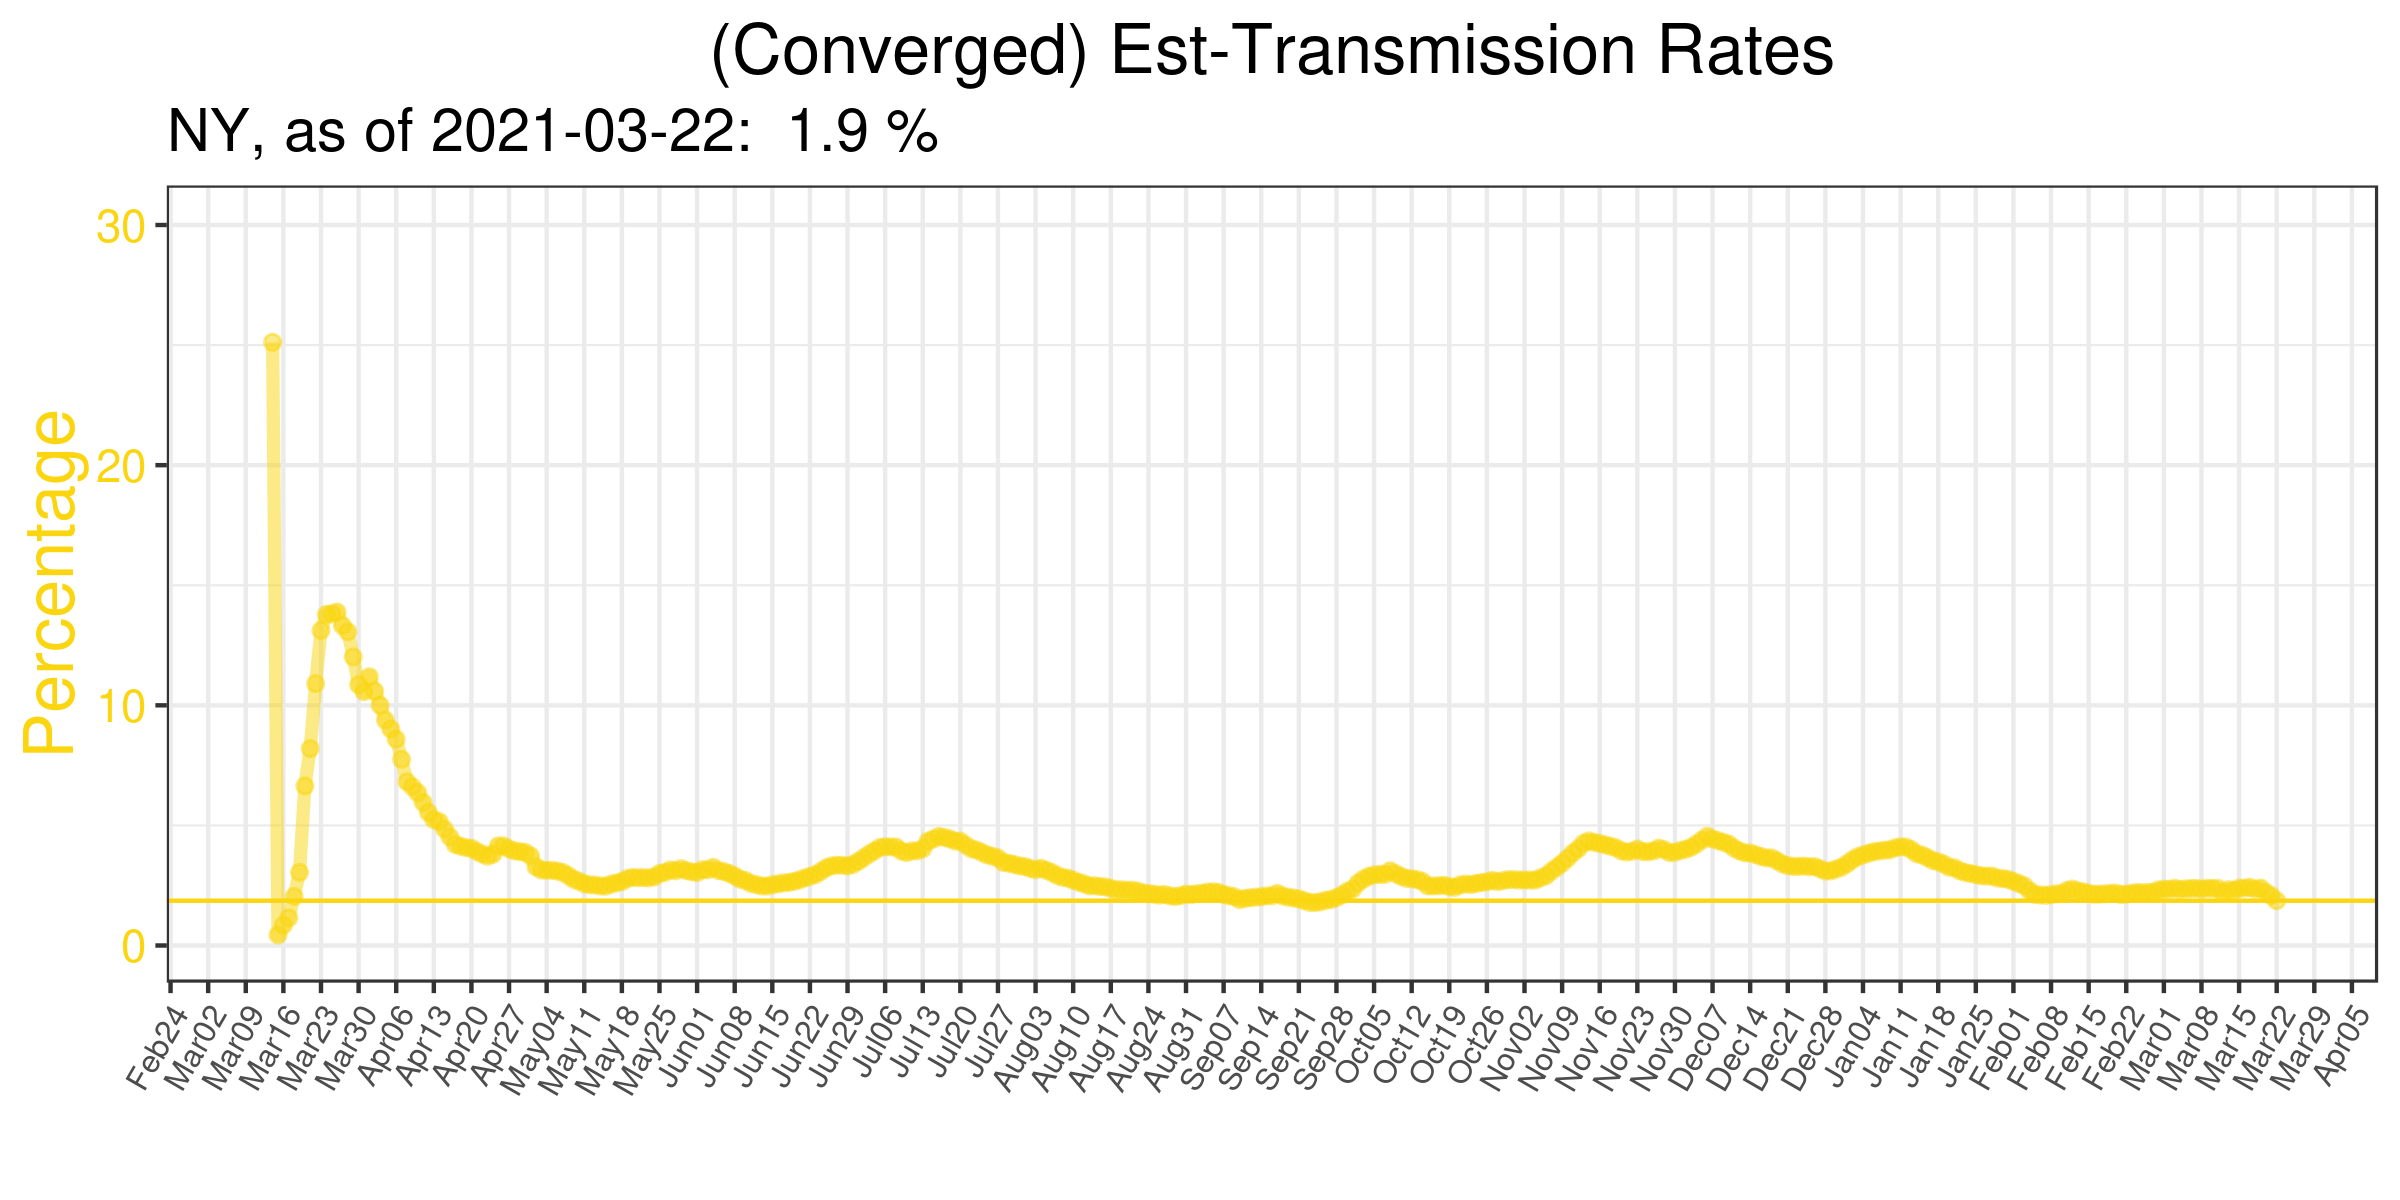 (Converged) Est-Transmission Rates
NY, as of 2021-03-22:  1.9 %
Percentage
30
20
10
0
Feb24
Mar02
Mar09
Mar16
Mar23
Mar30
Apr06
Apr13
Apr20
Apr27
May04
May11
May18
May25
Jun01
Jun08
Jun15
Jun22
Jun29
Jul06
Jul13
Jul20
Jul27
Aug03
Aug10
Aug17
Aug24
Aug31
Sep07
Sep14
Sep21
Sep28
Oct05
Oct12
Oct19
Oct26
Nov02
Nov09
Nov16
Nov23
Nov30
Dec07
Dec14
Dec21
Dec28
Jan04
Jan11
Jan18
Jan25
Feb01
Feb08
Feb15
Feb22
Mar01
Mar08
Mar15
Mar22
Mar29
Apr05